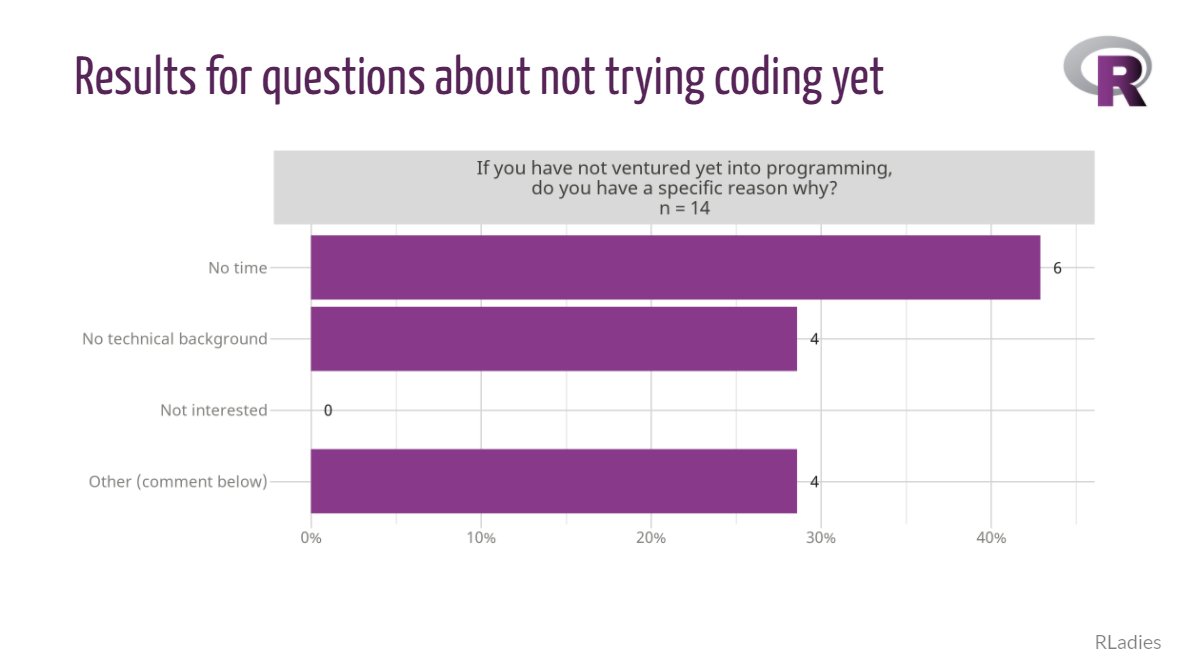 Results for questions about not trying coding yet
R
If you have not ventured yet into programming,
do you have a specific reason why?
n = 14
No time
6
No technical background
4
Not interested
0
Other (comment below)
4
0%
10%
20%
30%
40%
RLadies